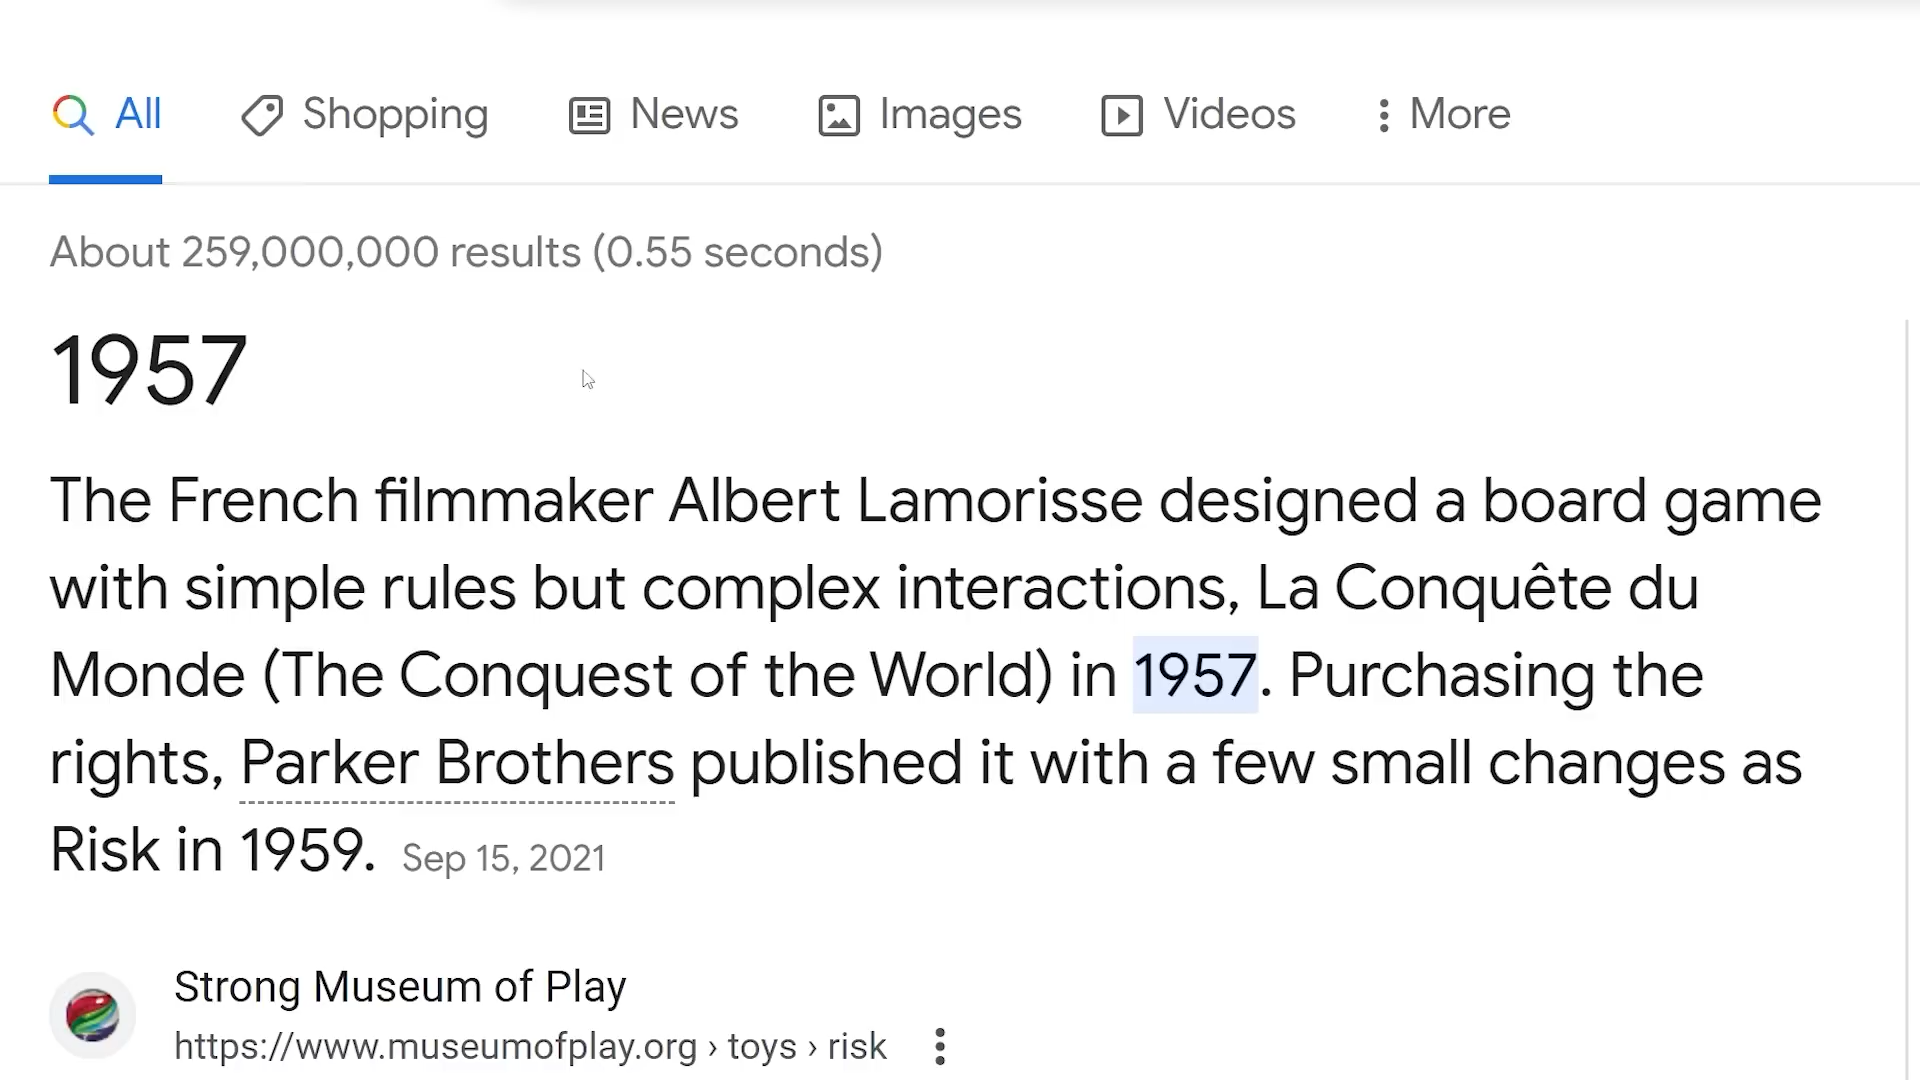 All Shopping News Images Videos More
About 259,000,000 results (0.55 seconds)
1957
The French filmmaker Albert Lamorisse designed a board game
with simple rules but complex interactions, La Conquête du
Monde (The Conquest of the World) in 1957. Purchasing the
rights, Parker Brothers published it with a few small changes as
Risk in 1959. Sep 15, 2021
Strong Museum of Play
https://www.museumofplay.org › toys › risk